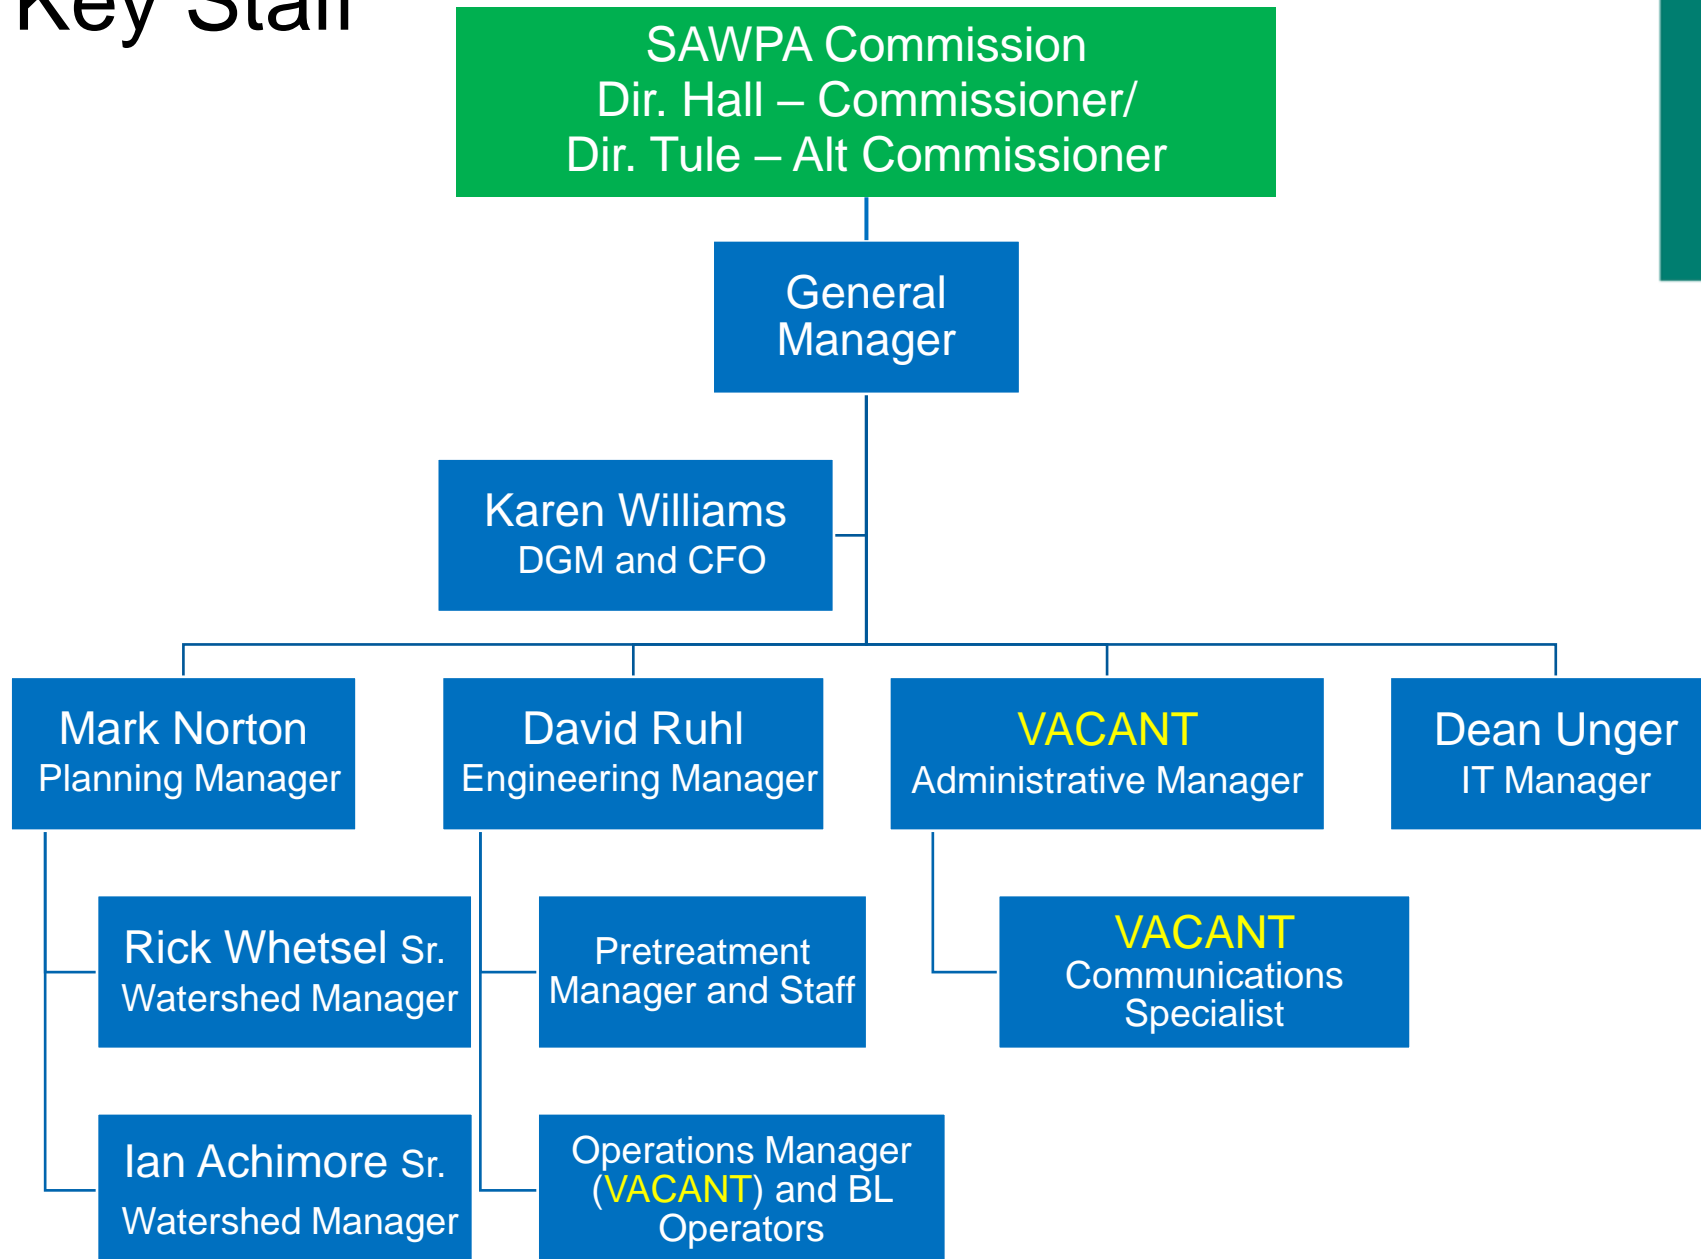 Key Staff
SAWPA Commission
Dir. Hall – Commissioner/
Dir. Tule – Alt Commissioner
General
Manager
Karen Williams
DGM and CFO
Mark Norton
Planning Manager
David Ruhl
Engineering Manager
VACANT
Administrative Manager
Dean Unger
IT Manager
Rick Whetsel Sr.
Watershed Manager
Pretreatment
Manager and Staff
VACANT
Communications
Specialist
Ian Achimore Sr.
Watershed Manager
Operations Manager
(VACANT) and BL
Operators